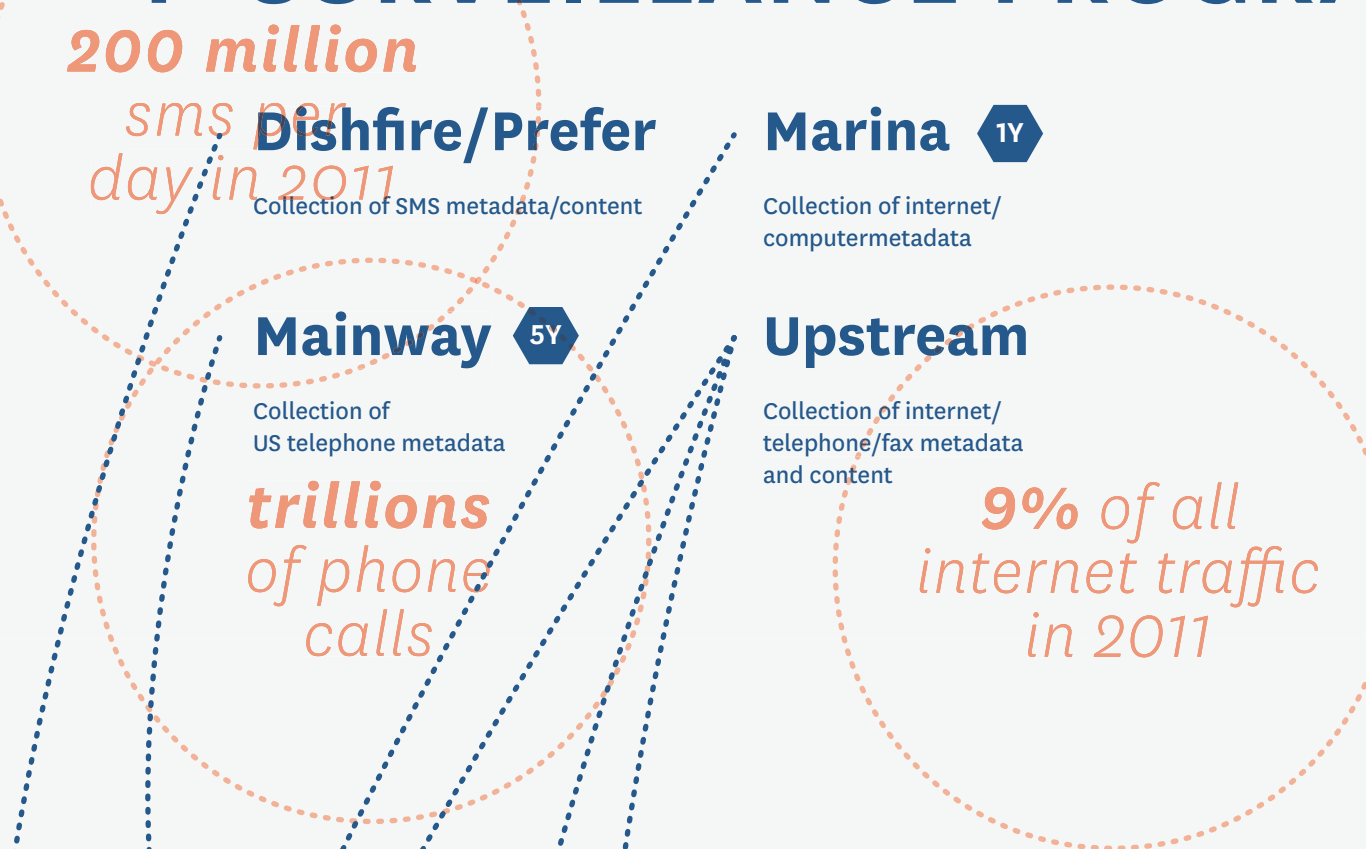 200 million
sms per
day in 2011
Dishfire/Prefer
Collection of SMS metadata/content
Marina 1Y
Collection of internet/
computermetadata
Mainway 5Y
Collection of
US telephone metadata
trillions
of phone
calls
Upstream
Collection of internet/
telephone/fax metadata
and content
9% of all
internet traffic
in 2011